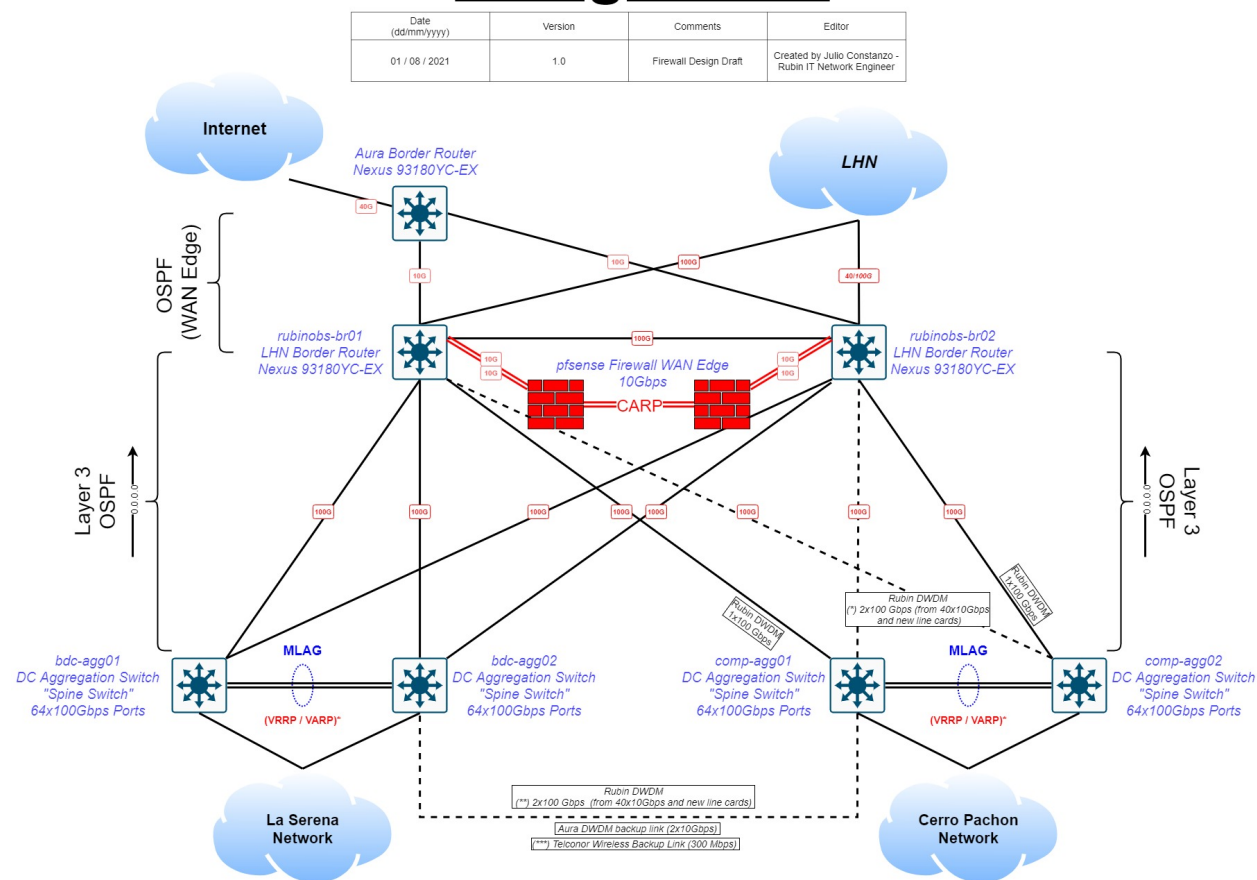 Date
(dd/mm/yyyy)
Version
Comments
Editor
01 / 08 / 2021
1.0
Firewall Design Draft
Created by Julio Constanzo -
Rubin IT Network Engineer
Internet
LHN
Aura Border Router
Nexus 93180YC-EX
40G
OSPF
(WAN Edge)
10G
10G
100G
40/100G
rubinobs-br01
LHN Border Router
Nexus 93180YC-EX
100G
rubinobs-br02
LHN Border Router
Nexus 93180YC-EX
10G
10G
pfsense Firewall WAN Edge
10Gbps
10G
10G
CARP
Layer 3
OSPF
0.0.0.0
Layer 3
OSPF
0.0.0.0
100G
100G
100G
100G
100G
100G
100G
100G
Rubin DWDM
1x100 Gbps
Rubin DWDM
(*) 2x100 Gbps (from 40x10Gbps
and new line cards)
Rubin DWDM
1x100 Gbps
bdc-agg01
DC Aggregation Switch
"Spine Switch"
64x100Gbps Ports
MLAG
(VRRP / VARP)*
bdc-agg02
DC Aggregation Switch
"Spine Switch"
64x100Gbps Ports
comp-agg01
DC Aggregation Switch
"Spine Switch"
64x100Gbps Ports
MLAG
(VRRP / VARP)*
comp-agg02
DC Aggregation Switch
"Spine Switch"
64x100Gbps Ports
La Serena
Network
Rubin DWDM
(**) 2x100 Gbps (from 40x10Gbps and new line cards)
Aura DWDM backup link (2x10Gbps)
(***) Telconor Wireless Backup Link (300 Mbps)
Cerro Pachon
Network